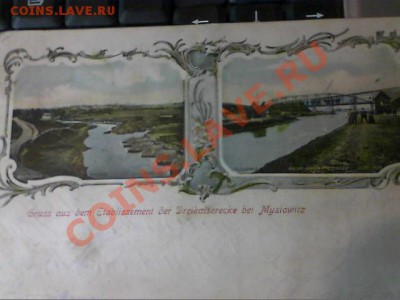 COINS.LAVE.RU
COINS.LAVE.RU
Gruss aus dem Etablissement der Dreikaiserecke bei Myslowitz